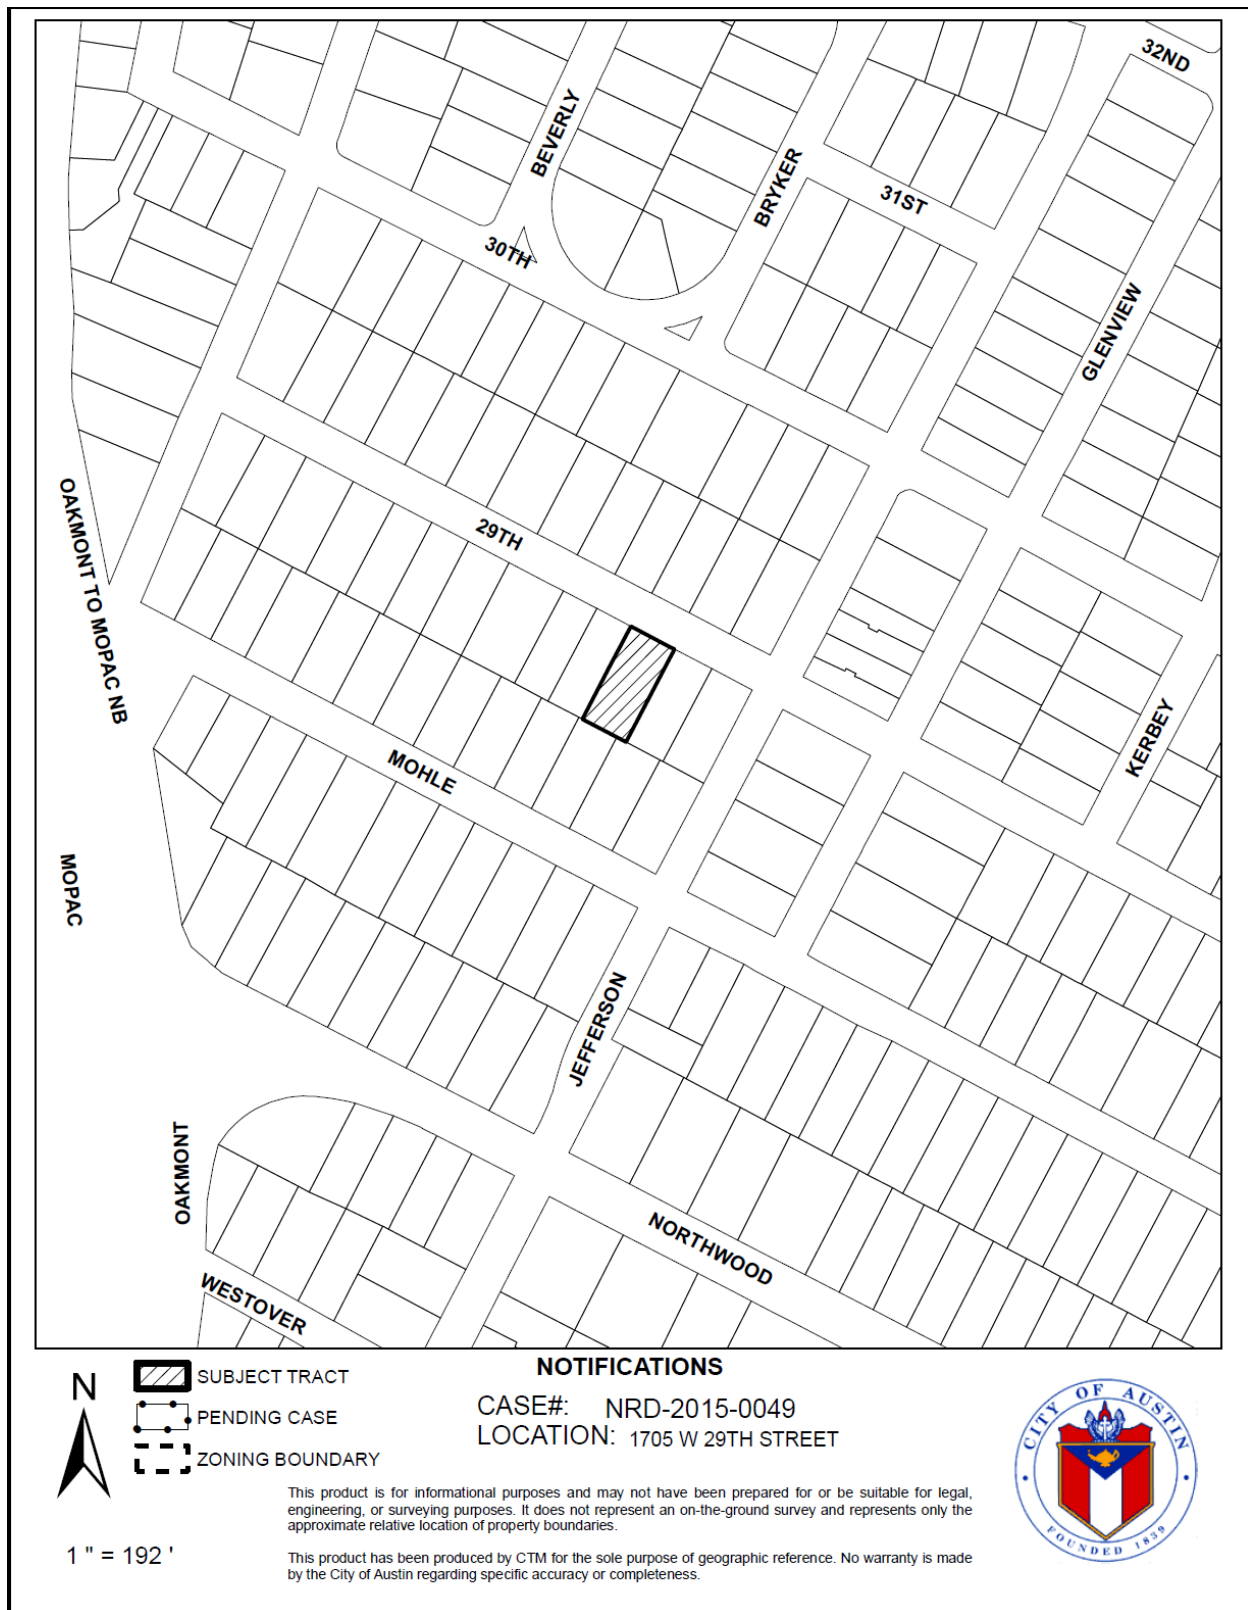 32ND
BEVERLY
BRYKER
31ST
30TH
GLENVIEW
OAKMONT TO MOPAC NB
29TH
KERBEY
MOHLE
MOPAC
JEFFERSON
OAKMONT
NORTHWOOD
WESTOVER
N
SUBJECT TRACT
PENDING CASE
ZONING BOUNDARY
1 " = 192 '
NOTIFICATIONS
CASE#: NRD-2015-0049
LOCATION: 1705 W 29TH STREET
This product is for informational purposes and may not have been prepared for or be suitable for legal,
engineering, or surveying purposes. It does not represent an on-the-ground survey and represents only the
approximate relative location of property boundaries.
This product has been produced by CTM for the sole purpose of geographic reference. No warranty is made
by the City of Austin regarding specific accuracy or completeness.
CITY OF AUSTIN
FOUNDED 1839